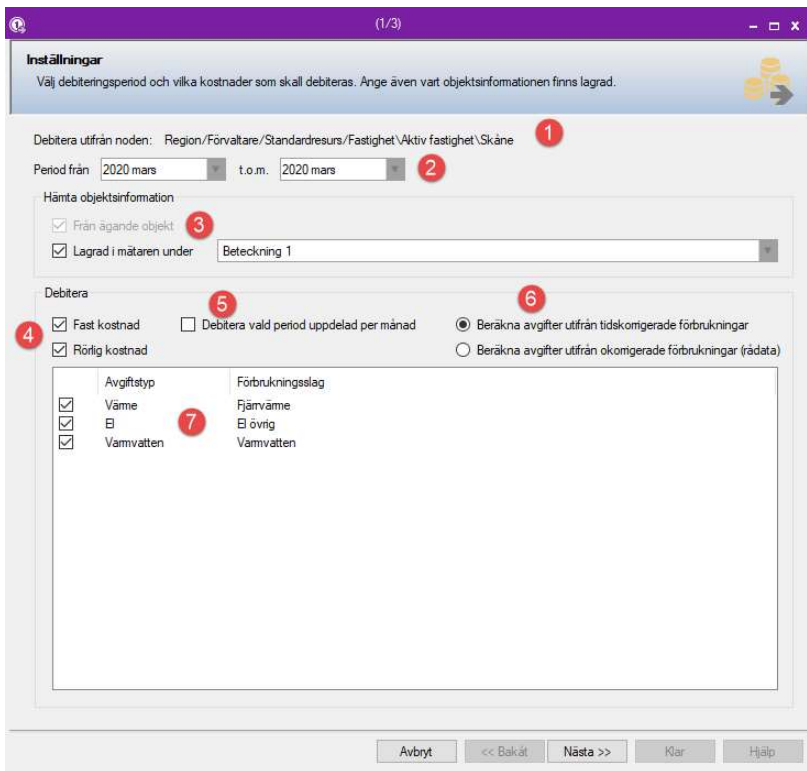 (1/3)
Inställningar
Välj debiteringsperiod och vilka kostnader som skall debiteras. Ange även vart objektsinformationen finns lagrad.
Debitera utifrån noden: Region/Förvaltare/Standardresurs/Fastighet\Aktiv fastighet\Skåne 1
Period från 2020 mars t.o.m. 2020 mars 2
Hämta objektsinformation
Från ägande objekt 3
Lagrad i mätaren under Beteckning 1
Debitera
5 6
4 Fast kostnad Debitera vald period uppdelad per månad Beräkna avgifter utifrån tidskorrigerade förbrukningar
Rörlig kostnad Beräkna avgifter utifrån okorrigerade förbrukningar (rådata)
Avgiftstyp Förbrukningsslag
Värme Fjärrvärme
El 7 El övrig
Varmvatten Varmvatten
Avbryt << Bakåt Nästa >> Klar Hjälp